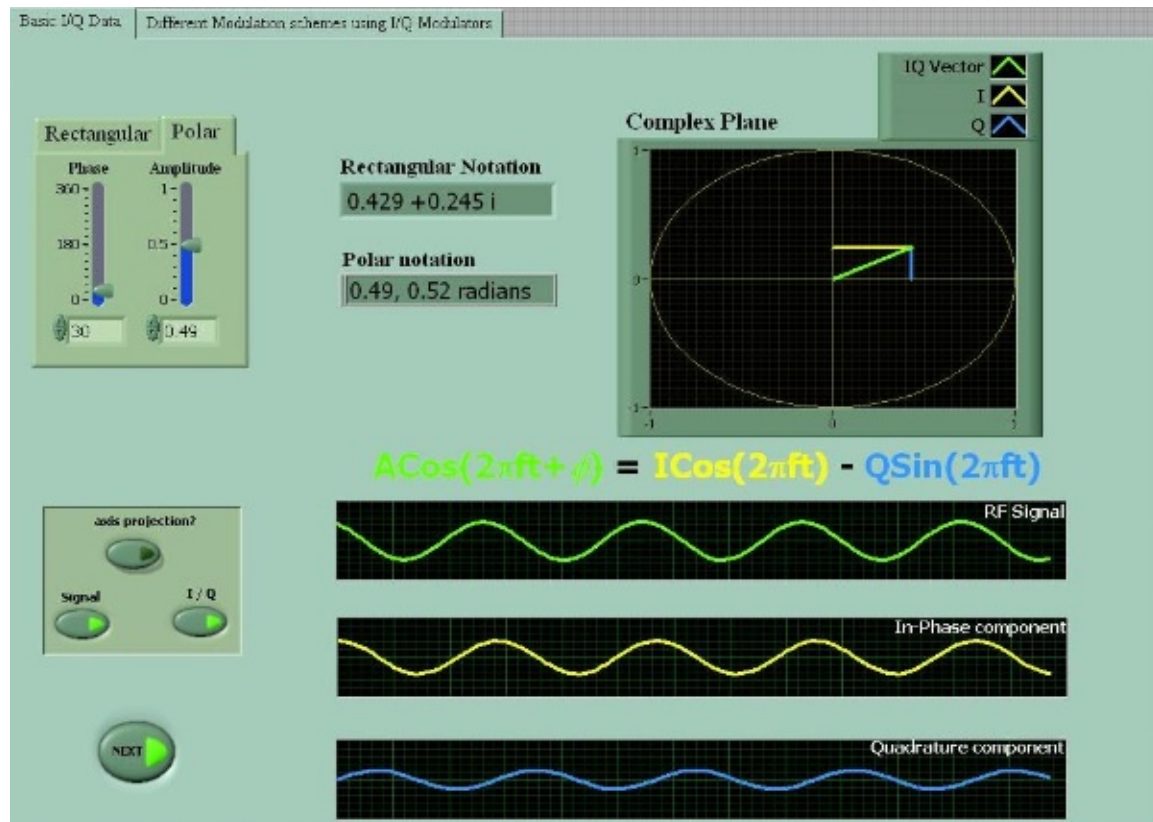 Basic I/Q Data
Different Modulation schemes using I/Q Modulators
IQ Vector
I
Q
Complex Plane
Rectangular
Polar
Phase
Amplitude
360
180
0
1
0.5
0
30
0.49
Rectangular Notation
0.429 +0.245 i
Polar notation
0.49, 0.52 radians
1
0
-1
-1
0
1
ACos(2πft+ϕ) = ICos(2πft) - QSin(2πft)
axis projection?
Signal
I / Q
NEXT
RF Signal
In-Phase component
Quadrature component